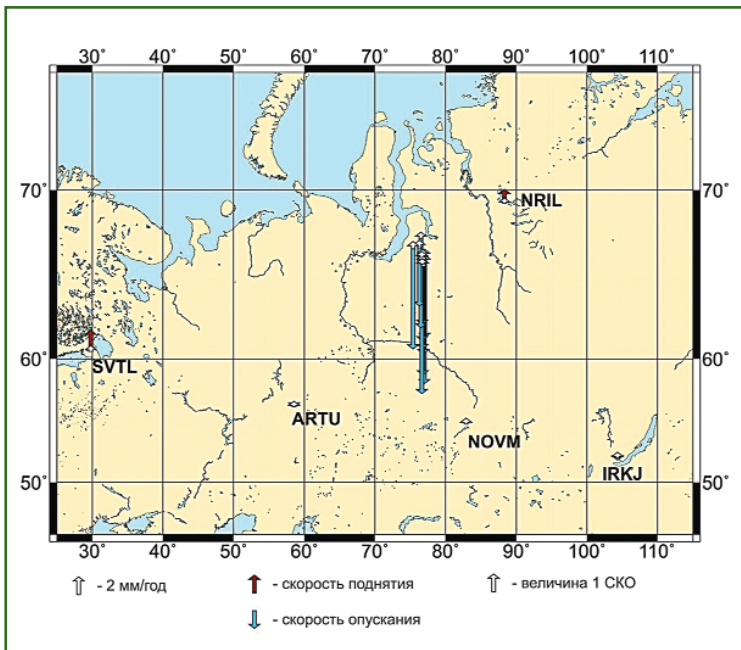 30° 40° 50° 60° 70° 80° 90° 100° 110°
70° 70°
NRIL
60° 60°
SVTL
ARTU
NOVM
IRKJ
50° 50°
30° 40° 50° 60° 70° 80° 90° 100° 110°
- 2 мм/год - скорость поднятия - величина 1 СКО
- скорость опускания